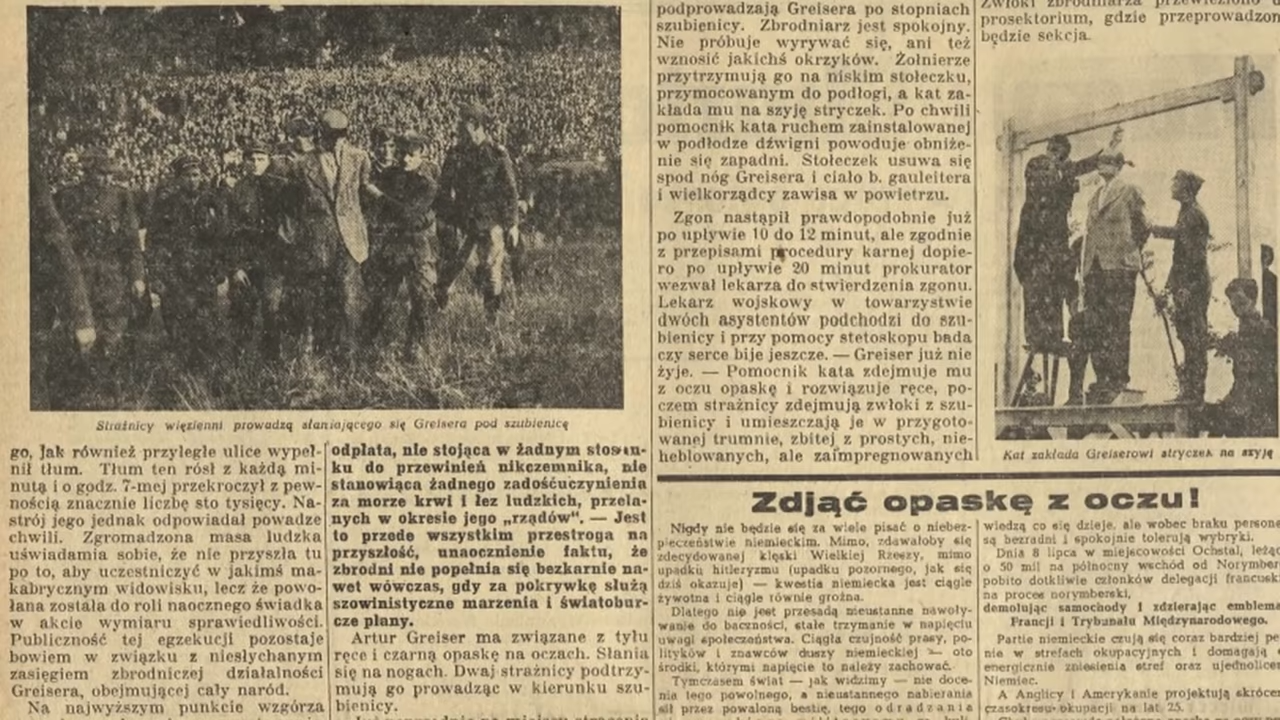 Strażnicy więzienni prowadzą słaniającego się Greisera pod szubienicę
go, jak również przyległe ulice wypeł-
nił tłum. Tłum ten rósł z każdą mi-
nutą i o godz. 7-mej przekroczył z pew-
nością znacznie liczbę sto tysięcy. Na-
strój jego jednak odpowiadał powadze
chwili. Zgromadzona masa ludzka
uświadamia sobie, że nie przyszła tu
po to, aby uczestniczyć w jakimś ma-
kabrycznym widowisku, lecz że powo-
łana została do roli naocznego świadka
w akcie wymiaru sprawiedliwości.
Publiczność tej egzekucji pozostaje
bowiem w związku z niesłychanym
zasięgiem zbrodniczej działalności
Greisera, obejmującej cały naród.
Na najwyższym punkcie wzgórza
odpłata, nie stojąca w żadnym stosun-
ku do przewinień nikczemnika, nie
stanowiąca żadnego zadośćuczynienia
za morze krwi i łez ludzkich, przela-
nych w okresie jego „rządów”. — Jest
to przede wszystkim przestroga na
przyszłość, unaocznienie faktu, że
zbrodni nie popełnia się bezkarnie na-
wet wówczas, gdy za pokrywkę służą
szowinistyczne marzenia i światobur-
cze plany.
Artur Greiser ma związane z tyłu
ręce i czarną opaskę na oczach. Słania
się na nogach. Dwaj strażnicy podtrzy-
mują go prowadząc w kierunku szu-
bienicy.
podprowadzają Greisera po stopniach
szubienicy. Zbrodniarz jest spokojny.
Nie próbuje wyrywać się, ani też
wznosić jakichś okrzyków. Żołnierze
przytrzymują go na niskim stołeczku,
przymocowanym do podłogi, a kat za-
kłada mu na szyję stryczek. Po chwili
pomocnik kata ruchem zainstalowanej
w podłodze dźwigni powoduje obniże-
nie się zapadni. Stołeczek usuwa się
spod nóg Greisera i ciało b. gauleitera
i wielkorządcy zawisa w powietrzu.
Zgon nastąpił prawdopodobnie już
po upływie 10 do 12 minut, ale zgodnie
z przepisami procedury karnej dopie-
ro po upływie 20 minut prokurator
wezwał lekarza do stwierdzenia zgonu.
Lekarz wojskowy w towarzystwie
dwóch asystentów podchodzi do szu-
bienicy i przy pomocy stetoskopu bada
czy serce bije jeszcze. — Greiser już nie
żyje. — Pomocnik kata zdejmuje mu
z oczu opaskę i rozwiązuje ręce, po-
czem strażnicy zdejmują zwłoki z szu-
bienicy i umieszczają je w przygoto-
wanej trumnie, zbitej z prostych, nie-
heblowanych, ale zaimpregnowanych
Zwłoki zbrodniarza przewieziono
prosektorium, gdzie przeprowadzon
będzie sekcja.
Kat zakłada Greiserowi stryczek na szyję
Zdjąć opaskę z oczu!
Nigdy nie będzie się za wiele pisać o niebez-
pieczeństwie niemieckim. Mimo, zdawałoby się
zdecydowanej klęski Wielkiej Rzeszy, mimo
upadku hitleryzmu (upadku pozornego, jak się
dziś okazuje) — kwestia niemiecka jest ciągle
żywotna i ciągle równie groźna.
Dlatego nie jest przesadą nieustanne nawoły-
wanie do baczności, stałe trzymanie w napięciu
uwagi społeczeństwa. Ciągła czujność prasy, po-
lityków i znawców duszy niemieckiej — oto
środki, którymi napięcie to należy zachować.
Tymczasem świat — jak widzimy — nie doce-
nia tego powolnego, a nieustannego nabierania
sił przez powaloną bestię, tego odradzania
wiedzą co się dzieje, ale wobec braku persone
są bezradni i spokojnie tolerują wybryki.
Dnia 8 lipca w miejscowości Ochstal, leżąc
o 50 mil na północny wschód od Norymber
pobito dotkliwie członków delegacji francusk
na proces norymberski,
demolując samochody i zdzierając emblema
Francji i Trybunału Międzynarodowego.
Partie niemieckie czują się coraz bardziej pe
nie w strefach okupacyjnych i domagają
energicznie zniesienia stref oraz ujednolicen
Niemiec.
A Anglicy i Amerykanie projektują skrócen
czasokresu okupacji na lat 25.